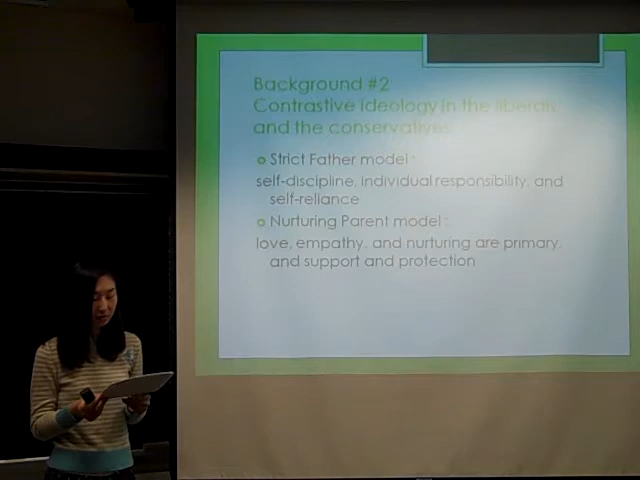 Background #2
Contrastive ideology in the liberals
and the conservatives
Strict Father model :
self-discipline, individual responsibility, and
self-reliance
Nurturing Parent model :
love, empathy, and nurturing are primary,
and support and protection